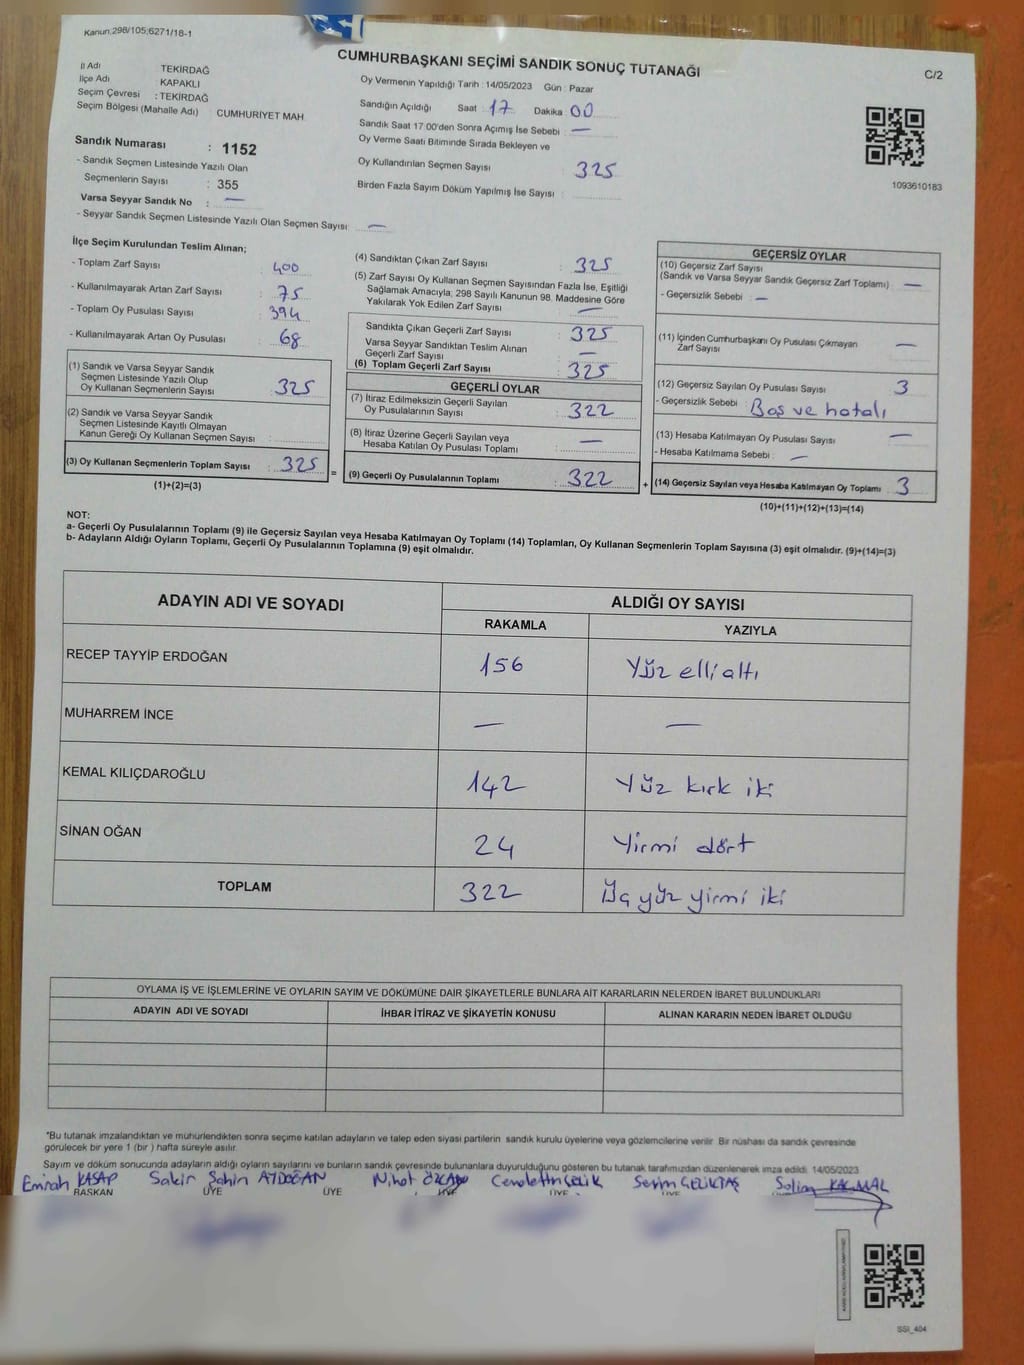 Kanun.298/105;6271/18-1
CUMHURBAŞKANI SEÇİMİ SANDIK SONUÇ TUTANAĞI
C/2
İl Adı TEKİRDAĞ
İlçe Adı KAPAKLI
Seçim Çevresi : TEKİRDAĞ
Seçim Bölgesi (Mahalle Adı) CUMHURİYET MAH.
Oy Vermenin Yapıldığı Tarih : 14/05/2023 Gün : Pazar
Sandığın Açıldığı Saat : 17 Dakika : 00
Sandık Saat 17:00'den Sonra Açımış İse Sebebi : —
Oy Verme Saati Bitiminde Sırada Bekleyen ve
Oy Kullandırılan Seçmen Sayısı : 325
Birden Fazla Sayım Döküm Yapılmış İse Sayısı :
1093610183
Sandık Numarası : 1152
- Sandık Seçmen Listesinde Yazılı Olan
Seçmenlerin Sayısı : 355
Varsa Seyyar Sandık No : —
- Seyyar Sandık Seçmen Listesinde Yazılı Olan Seçmen Sayısı : —
İlçe Seçim Kurulundan Teslim Alınan;
- Toplam Zarf Sayısı : 400
- Kullanılmayarak Artan Zarf Sayısı : 75
- Toplam Oy Pusulası Sayısı : 394
- Kullanılmayarak Artan Oy Pusulası : 68
(1) Sandık ve Varsa Seyyar Sandık
Seçmen Listesinde Yazılı Olup
Oy Kullanan Seçmenlerin Sayısı : 325
(2) Sandık ve Varsa Seyyar Sandık
Seçmen Listesinde Kayıtlı Olmayan
Kanun Gereği Oy Kullanan Seçmen Sayısı :
(3) Oy Kullanan Seçmenlerin Toplam Sayısı : 325
(1)+(2)=(3)
=
(4) Sandıktan Çıkan Zarf Sayısı : 325
(5) Zarf Sayısı Oy Kullanan Seçmen Sayısından Fazla İse, Eşitliği
Sağlamak Amacıyla, 298 Sayılı Kanunun 98. Maddesine Göre
Yakılarak Yok Edilen Zarf Sayısı : —
Sandıkta Çıkan Geçerli Zarf Sayısı : 325
Varsa Seyyar Sandıktan Teslim Alınan
Geçerli Zarf Sayısı : —
(6) Toplam Geçerli Zarf Sayısı : 325
GEÇERLİ OYLAR
(7) İtiraz Edilmeksizin Geçerli Sayılan
Oy Pusulalarının Sayısı : 322
(8) İtiraz Üzerine Geçerli Sayılan veya
Hesaba Katılan Oy Pusulaları Toplamı : —
(9) Geçerli Oy Pusulalarının Toplamı : 322
+
GEÇERSİZ OYLAR
(10) Geçersiz Zarf Sayısı
(Sandık ve Varsa Seyyar Sandık Geçersiz Zarf Toplamı) : —
- Geçersizlik Sebebi : —
(11) İçinden Cumhurbaşkanı Oy Pusulası Çıkmayan
Zarf Sayısı : —
(12) Geçersiz Sayılan Oy Pusulası Sayısı : 3
- Geçersizlik Sebebi : Boş ve hatalı
(13) Hesaba Katılmayan Oy Pusulası Sayısı : —
- Hesaba Katılmama Sebebi : —
(14) Geçersiz Sayılan veya Hesaba Katılmayan Oy Toplamı : 3
(10)+(11)+(12)+(13)=(14)
NOT:
a- Geçerli Oy Pusulalarının Toplamı (9) ile Geçersiz Sayılan veya Hesaba Katılmayan Oy Toplamı (14) Toplamları, Oy Kullanan Seçmenlerin Toplam Sayısına (3) eşit olmalıdır. (9)+(14)=(3)
b- Adayların Aldığı Oyların Toplamı, Geçerli Oy Pusulalarının Toplamına (9) eşit olmalıdır.
ADAYIN ADI VE SOYADI ALDIĞI OY SAYISI
RAKAMLA YAZIYLA
RECEP TAYYİP ERDOĞAN 156 Yüz elli altı
MUHARREM İNCE — —
KEMAL KILIÇDAROĞLU 142 Yüz kırk iki
SİNAN OĞAN 24 Yirmi dört
TOPLAM 322 Üç yüz yirmi iki
OYLAMA İŞ VE İŞLEMLERİNE VE OYLARIN SAYIM VE DÖKÜMÜNE DAİR ŞİKAYETLERLE BUNLARA AİT KARARLARIN NELERDEN İBARET BULUNDUKLARI
ADAYIN ADI VE SOYADI İHBAR İTİRAZ VE ŞİKAYETİN KONUSU ALINAN KARARIN NEDEN İBARET OLDUĞU
*Bu tutanak imzalandıktan ve mühürlendikten sonra seçime katılan adayların ve talep eden siyasi partilerin sandık kurulu üyelerine veya gözlemcilerine verilir. Bir nüshası da sandık çevresinde
görülecek bir yere 1 (bir ) hafta süreyle asılır.
Sayım ve döküm sonucunda adayların aldığı oyların sayılarını ve bunların sandık çevresinde bulunanlara duyurulduğunu gösteren bu tutanak tarafımızdan düzenlenerek imza edildi. 14/05/2023
Emrah KASAP Şakir Şahin AYDOĞAN Nihat ÖZCAN Cenolettin ÇELİK Serim ÇELİKTAŞ
BAŞKAN ÜYE ÜYE ÜYE ÜYE
SSI_404